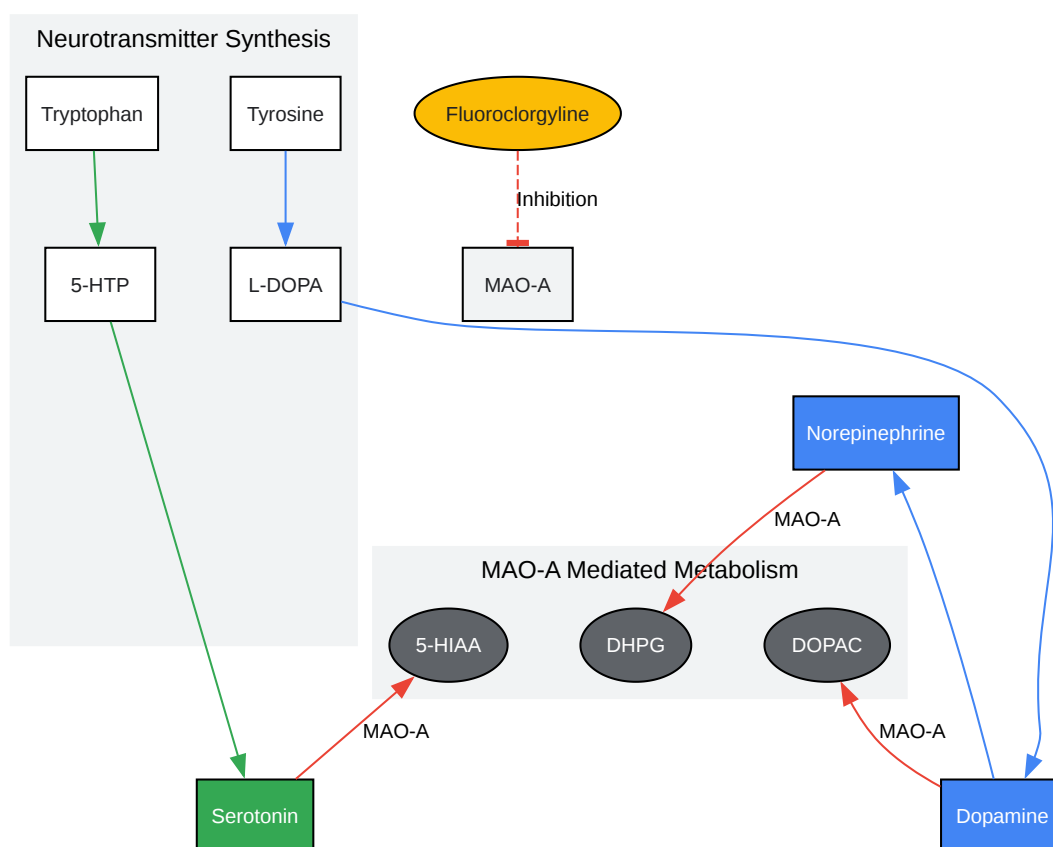 Neurotransmitter Synthesis
Tryptophan
Tyrosine
Fluoroclorgyline
Inhibition
5-HTP
L-DOPA
MAO-A
Norepinephrine
MAO-A
MAO-A Mediated Metabolism
5-HIAA
DHPG
DOPAC
MAO-A
MAO-A
Serotonin
Dopamine